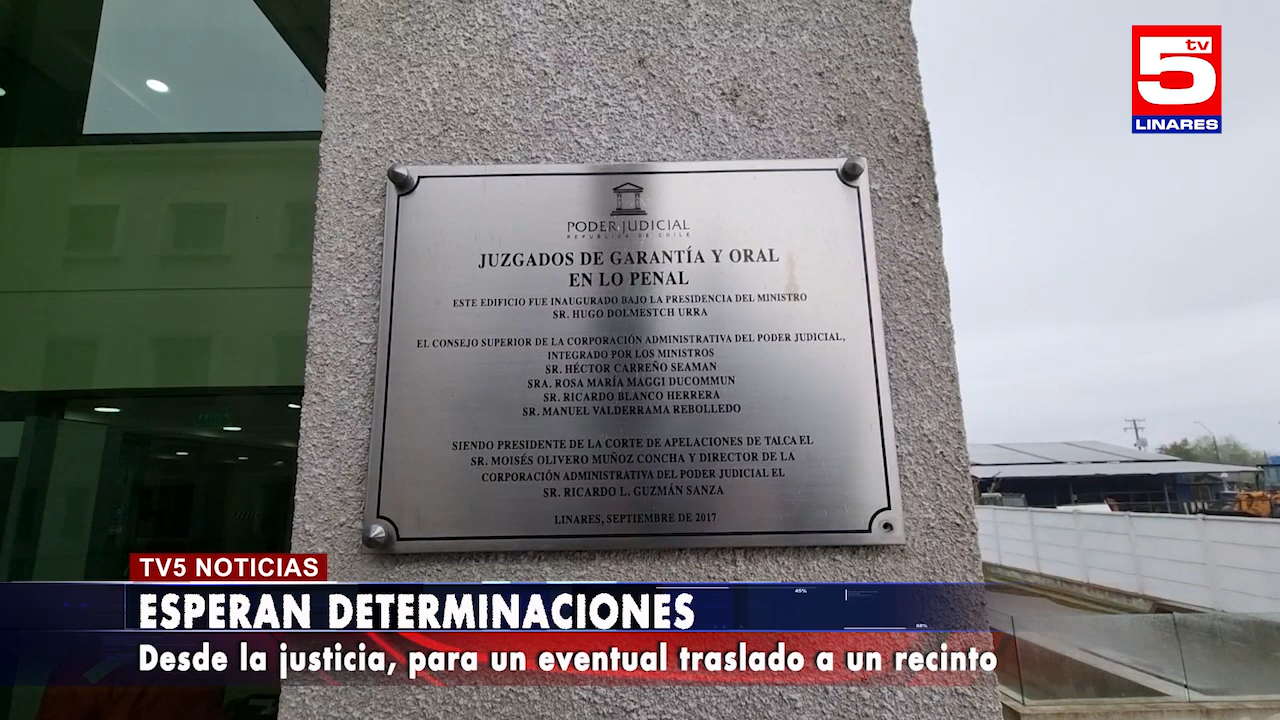 5 tv
LINARES
PODER JUDICIAL
REPUBLICA DE CHILE
JUZGADOS DE GARANTÍA Y ORAL
EN LO PENAL
ESTE EDIFICIO FUE INAUGURADO BAJO LA PRESIDENCIA DEL MINISTRO
SR. HUGO DOLMESTCH URRA
EL CONSEJO SUPERIOR DE LA CORPORACIÓN ADMINISTRATIVA DEL PODER JUDICIAL,
INTEGRADO POR LOS MINISTROS
SR. HÉCTOR CARREÑO SEAMAN
SRA. ROSA MARÍA MAGGI DUCOMMUN
SR. RICARDO BLANCO HERRERA
SR. MANUEL VALDERRAMA REBOLLEDO
SIENDO PRESIDENTE DE LA CORTE DE APELACIONES DE TALCA EL
SR. MOISÉS OLIVERO MUÑOZ CONCHA Y DIRECTOR DE LA
CORPORACIÓN ADMINISTRATIVA DEL PODER JUDICIAL EL
SR. RICARDO L. GUZMÁN SANZA
LINARES, SEPTIEMBRE DE 2017
TV5 NOTICIAS
ESPERAN DETERMINACIONES
45%
68%
Desde la justicia, para un eventual traslado a un recinto